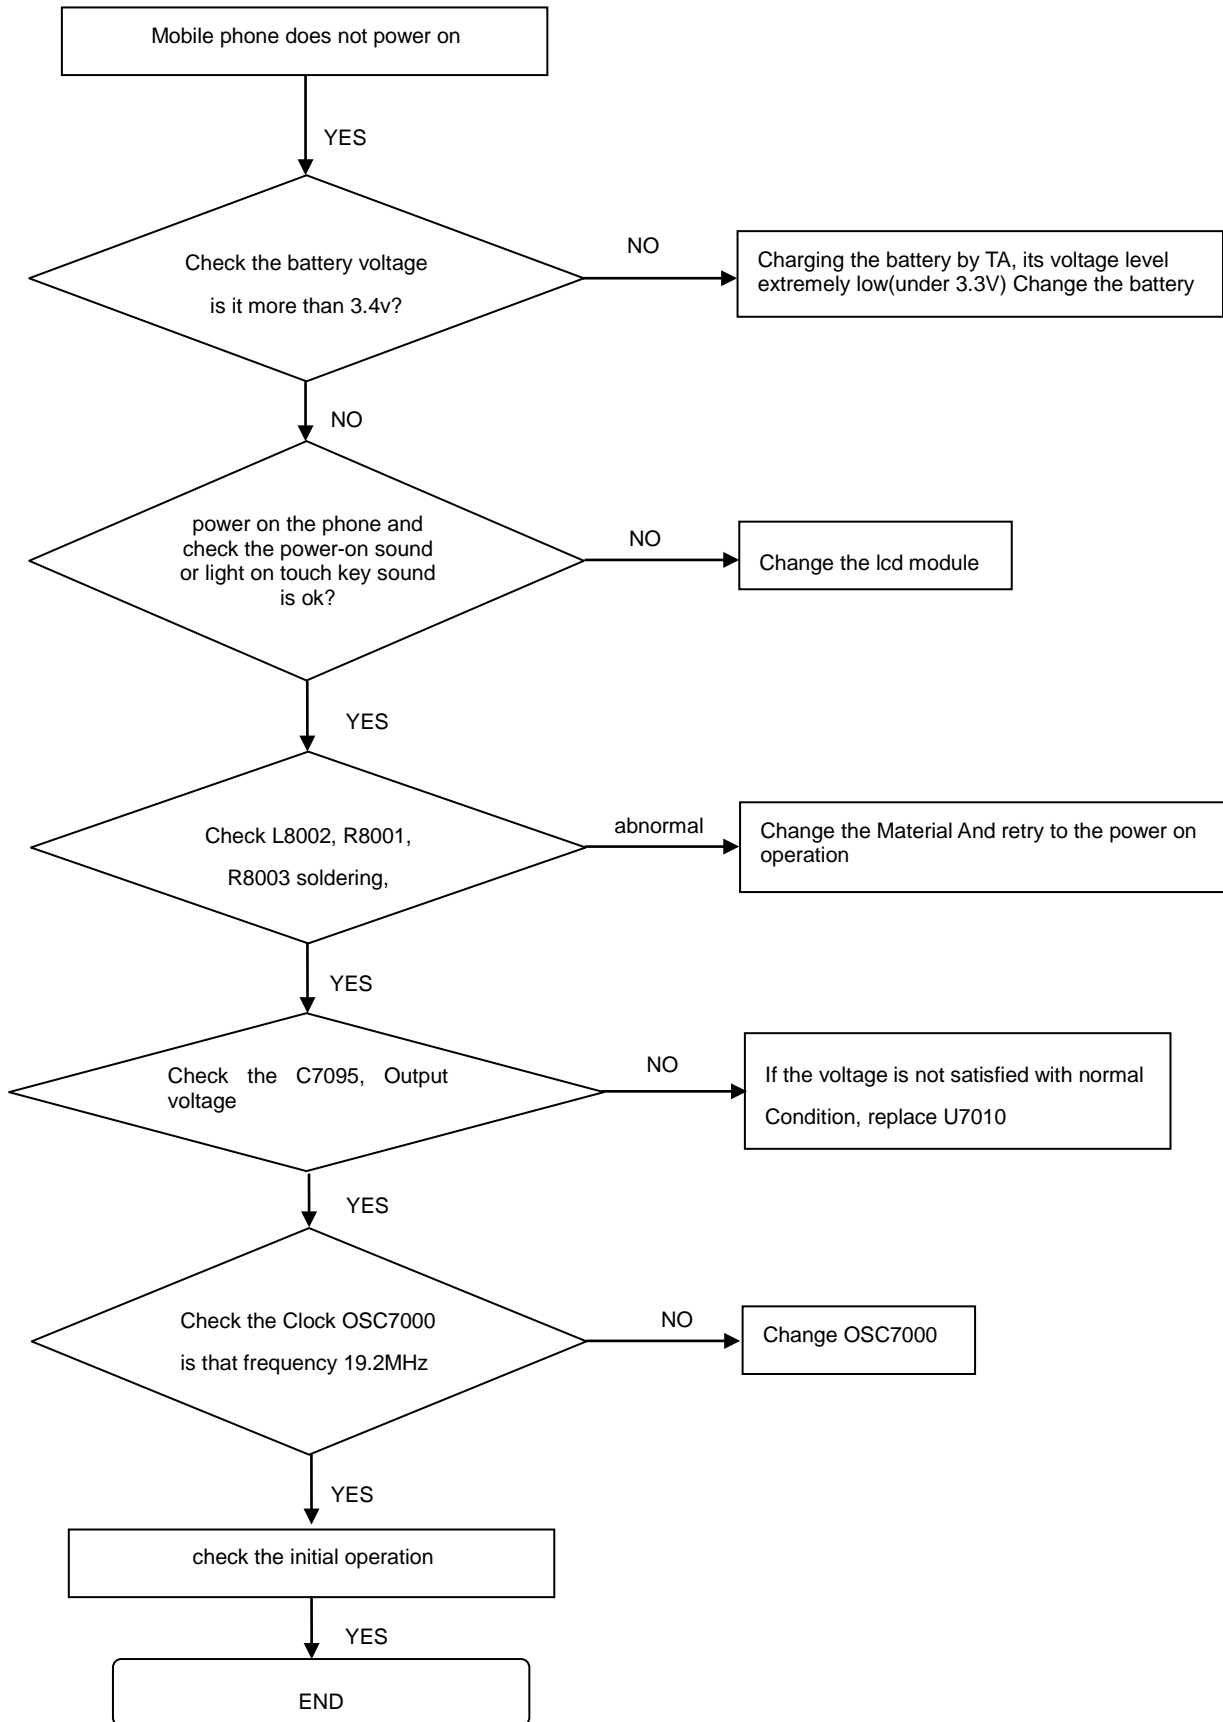 Mobile phone does not power on
YES
Check the battery voltage
is it more than 3.4v?
NO
Charging the battery by TA, its voltage level
extremely low(under 3.3V) Change the battery
NO
power on the phone and
check the power-on sound
or light on touch key sound
is ok?
NO
Change the lcd module
YES
Check L8002, R8001,
R8003 soldering,
abnormal
Change the Material And retry to the power on
operation
YES
Check the C7095, Output
voltage
NO
If the voltage is not satisfied with normal
Condition, replace U7010
YES
Check the Clock OSC7000
is that frequency 19.2MHz
NO
Change OSC7000
YES
check the initial operation
YES
END